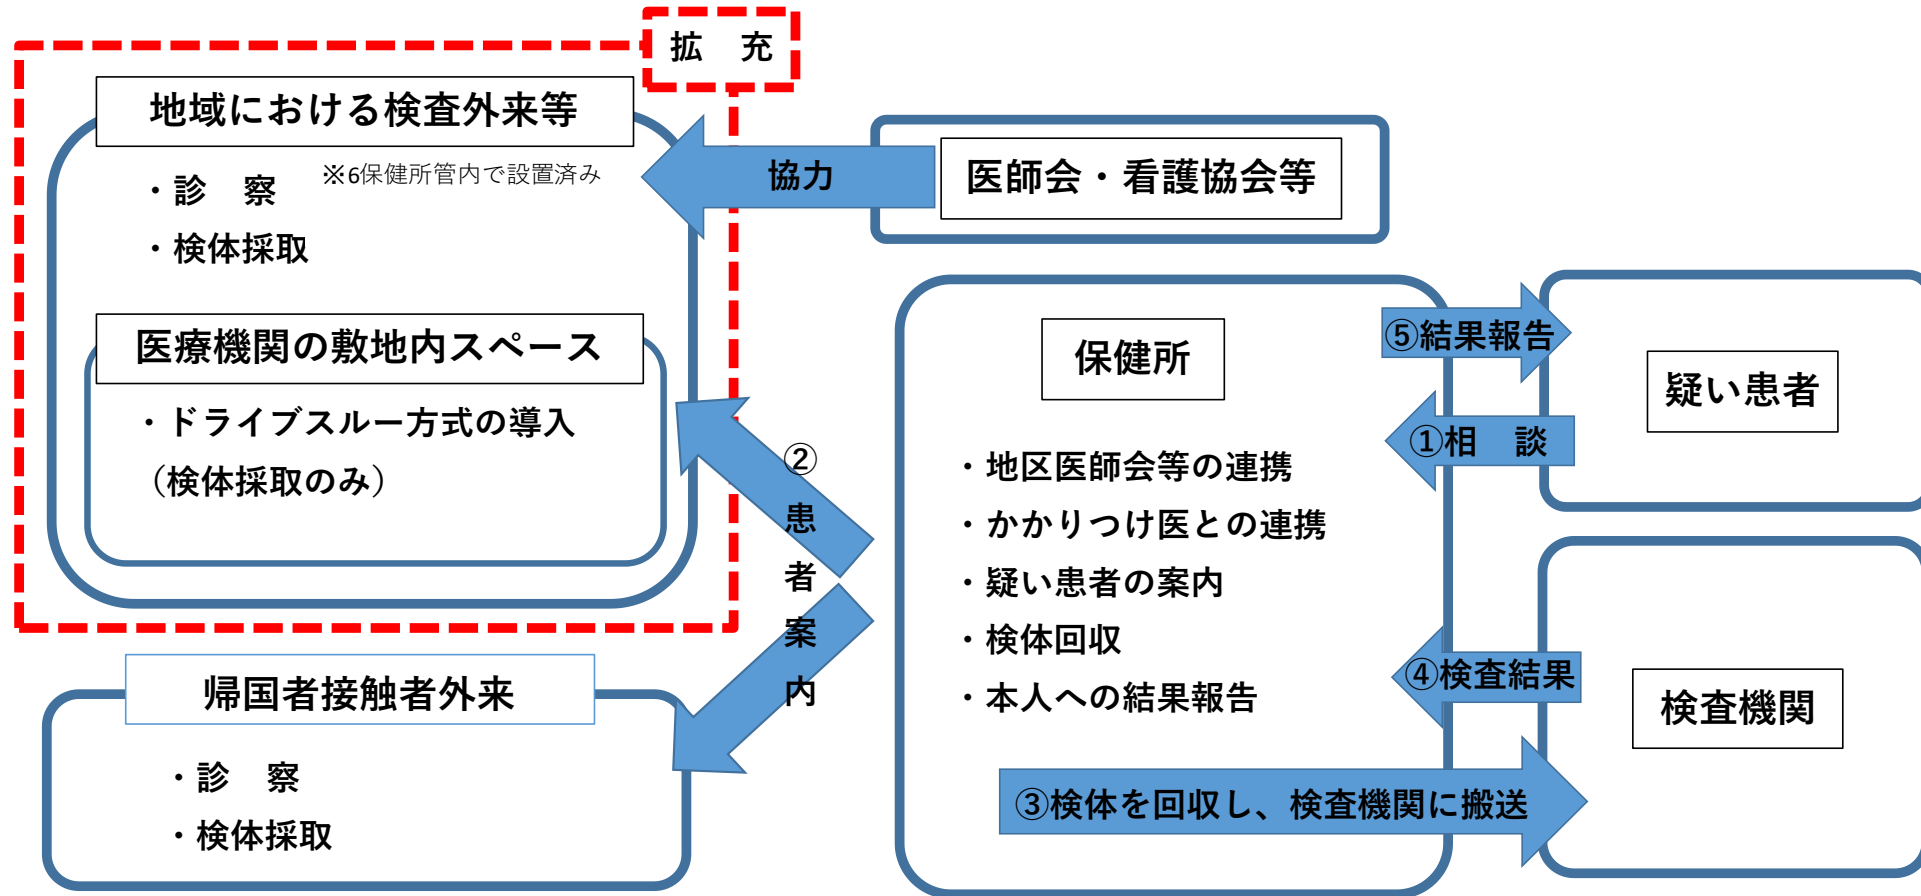 拡　充
地域における検査外来等
※6保健所管内で設置済み
・診　察
・検体採取
医療機関の敷地内スペース
・ドライブスルー方式の導入
（検体採取のみ）
協力
医師会・看護協会等
②患者案内
帰国者接触者外来
・診　察
・検体採取
保健所
・地区医師会等の連携
・かかりつけ医との連携
・疑い患者の案内
・検体回収
・本人への結果報告
⑤結果報告
①相　談
疑い患者
④検査結果
検査機関
③検体を回収し、検査機関に搬送